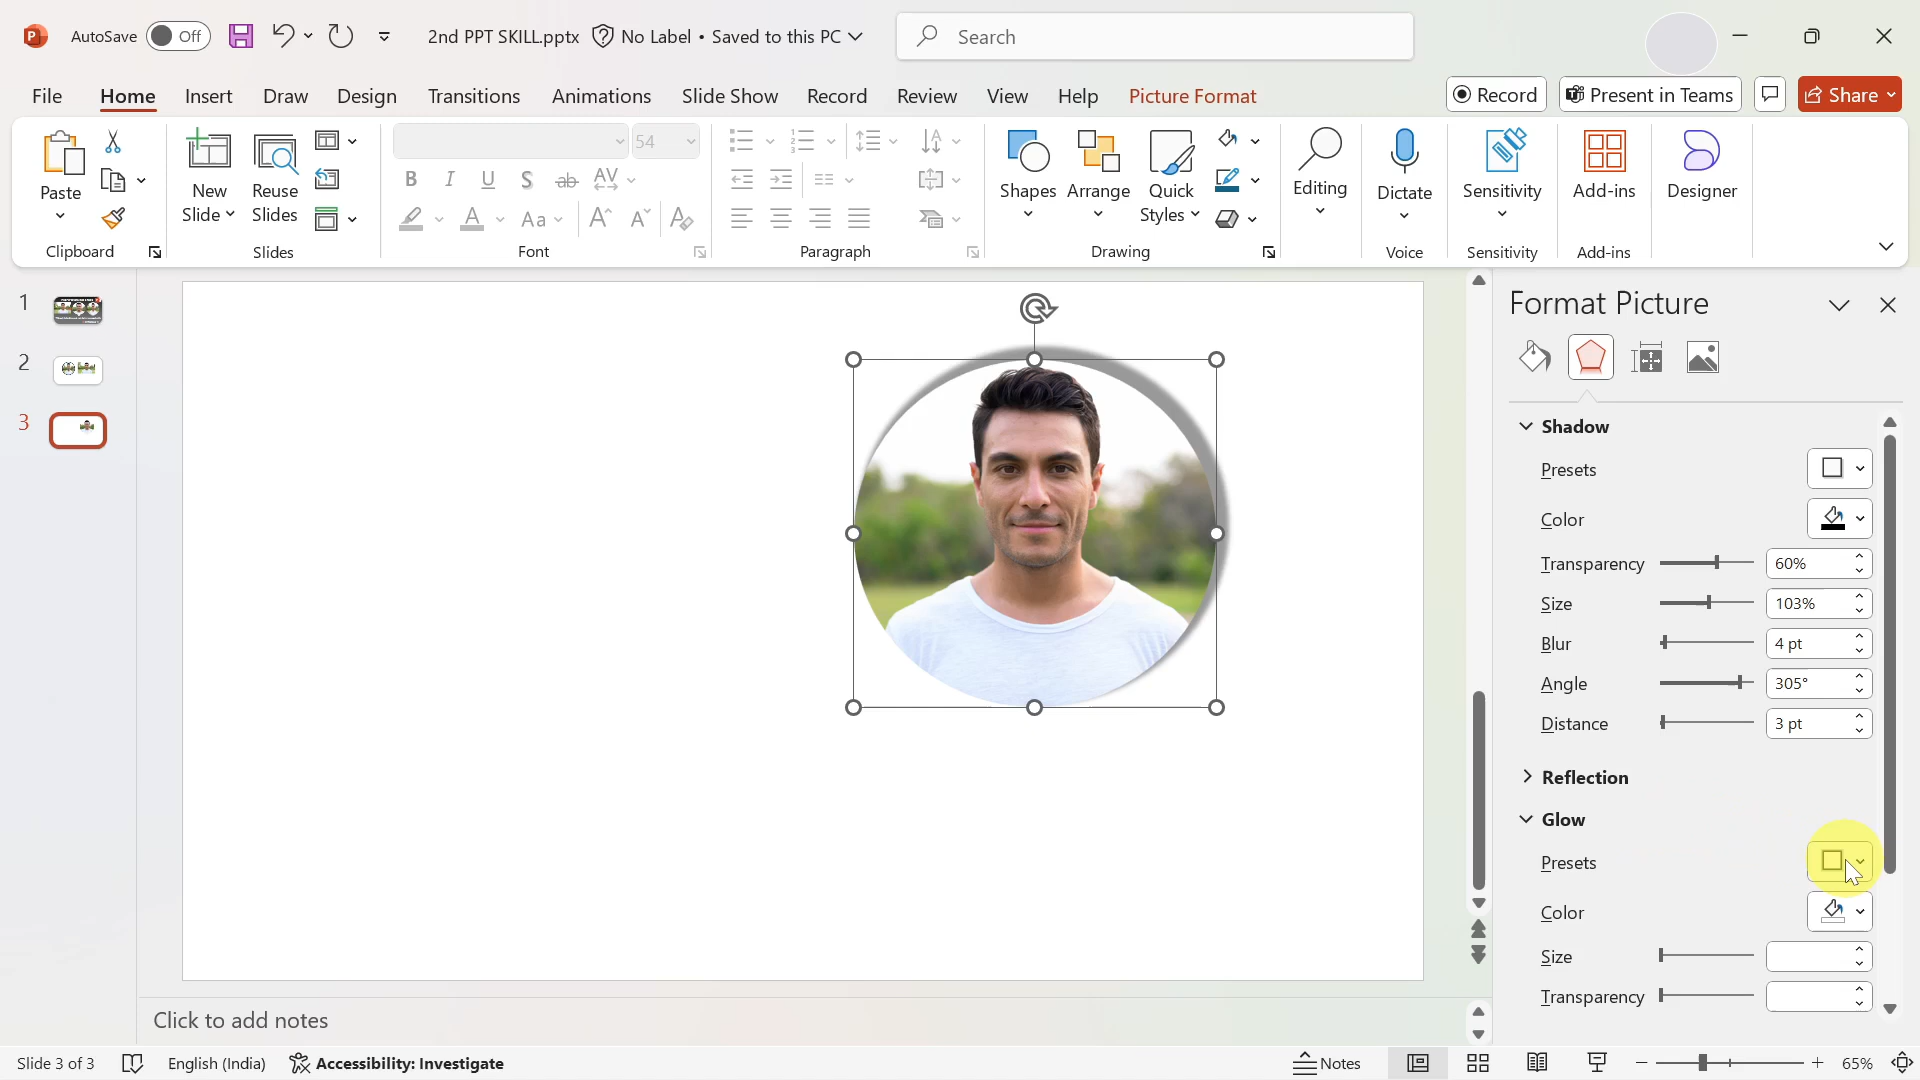 AutoSave Off 2nd PPT SKILL.pptx No Label • Saved to this PC Search
File Home Insert Draw Design Transitions Animations Slide Show Record Review View Help Picture Format Record Present in Teams Share
Paste
New Slide
Reuse Slides
54
B I U S ab AV
A Aa A A A
Shapes
Arrange
Quick Styles
Editing
Dictate
Sensitivity
Add-ins
Designer
Clipboard Slides Font Paragraph Drawing Voice Sensitivity Add-ins
1
2
3
Format Picture
Shadow
Presets
Color
Transparency 60%
Size 103%
Blur 4 pt
Angle 305°
Distance 3 pt
Reflection
Glow
Presets
Color
Size
Transparency
Click to add notes
Slide 3 of 3 English (India) Accessibility: Investigate Notes 65%